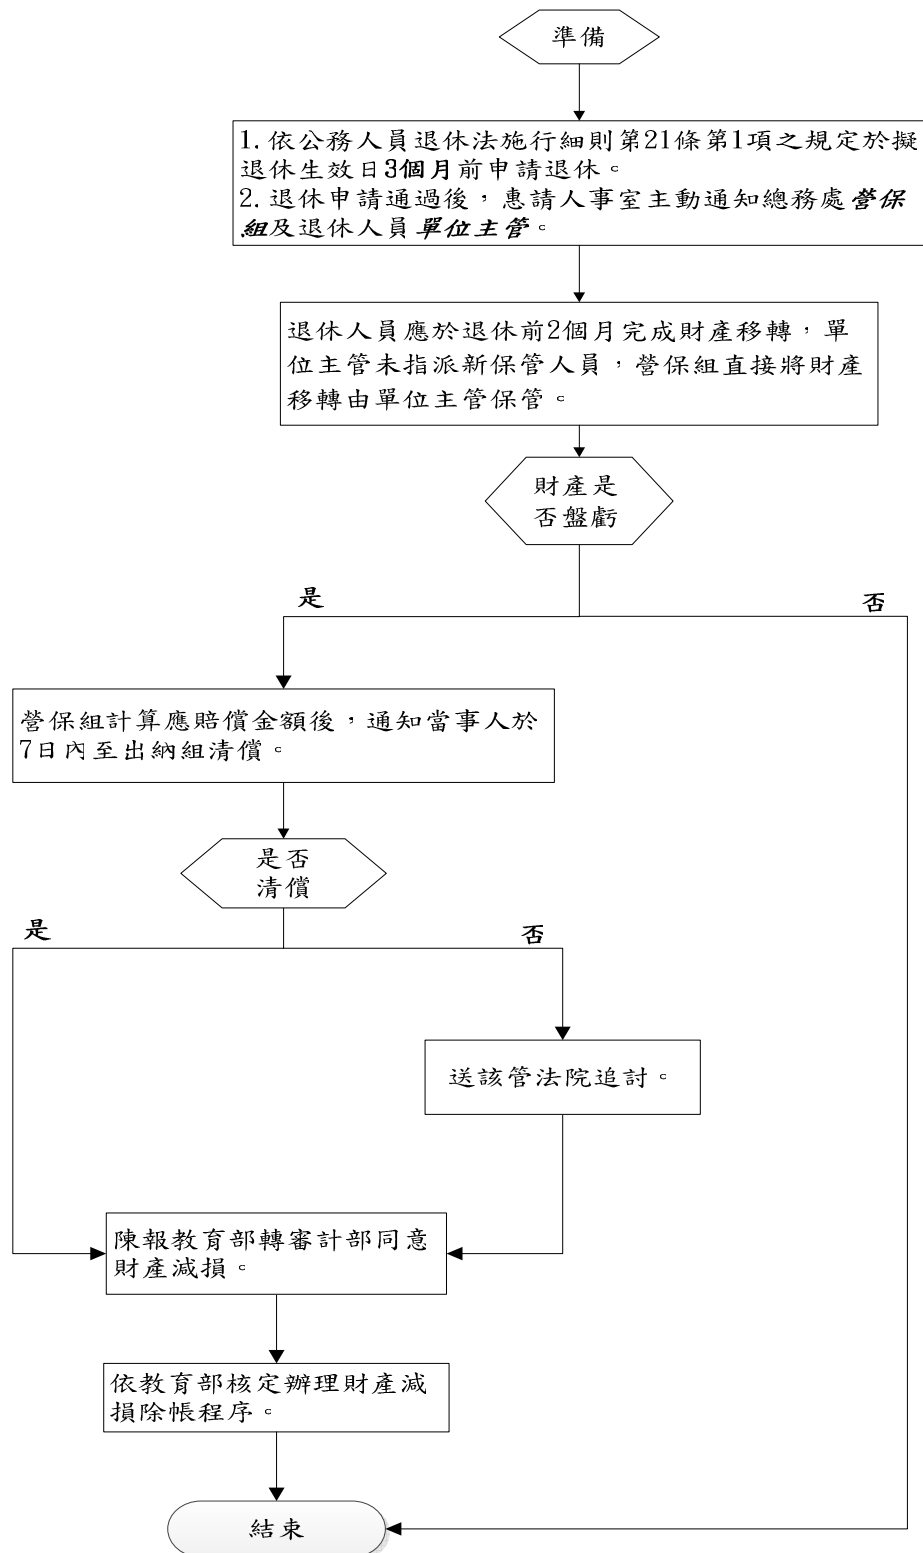 準備
1.依公務人員退休法施行細則第21條第1項之規定於擬
退休生效日3個月前申請退休。
2.退休申請通過後，惠請人事室主動通知總務處營保
組及退休人員單位主管。
退休人員應於退休前2個月完成財產移轉，單
位主管未指派新保管人員，營保組直接將財產
移轉由單位主管保管。
財產是
否盤虧
是
否
營保組計算應賠償金額後，通知當事人於
7日內至出納組清償。
是否
清償
是
否
送該管法院追討。
陳報教育部轉審計部同意
財產減損。
依教育部核定辦理財產減
損除帳程序。
結束